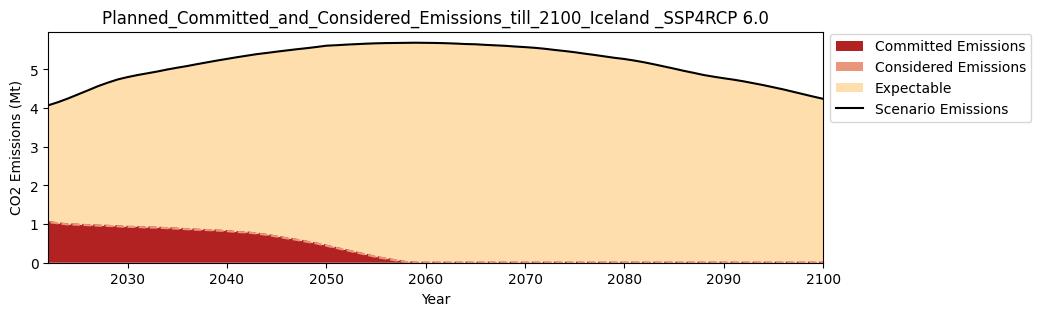 Planned_Committed_and_Considered_Emissions_till_2100_Iceland _SSP4RCP 6.0
Committed Emissions
Considered Emissions
Expectable
Scenario Emissions
CO2 Emissions (Mt)
5
4
3
2
1
0
2030 2040 2050 2060 2070 2080 2090 2100
Year